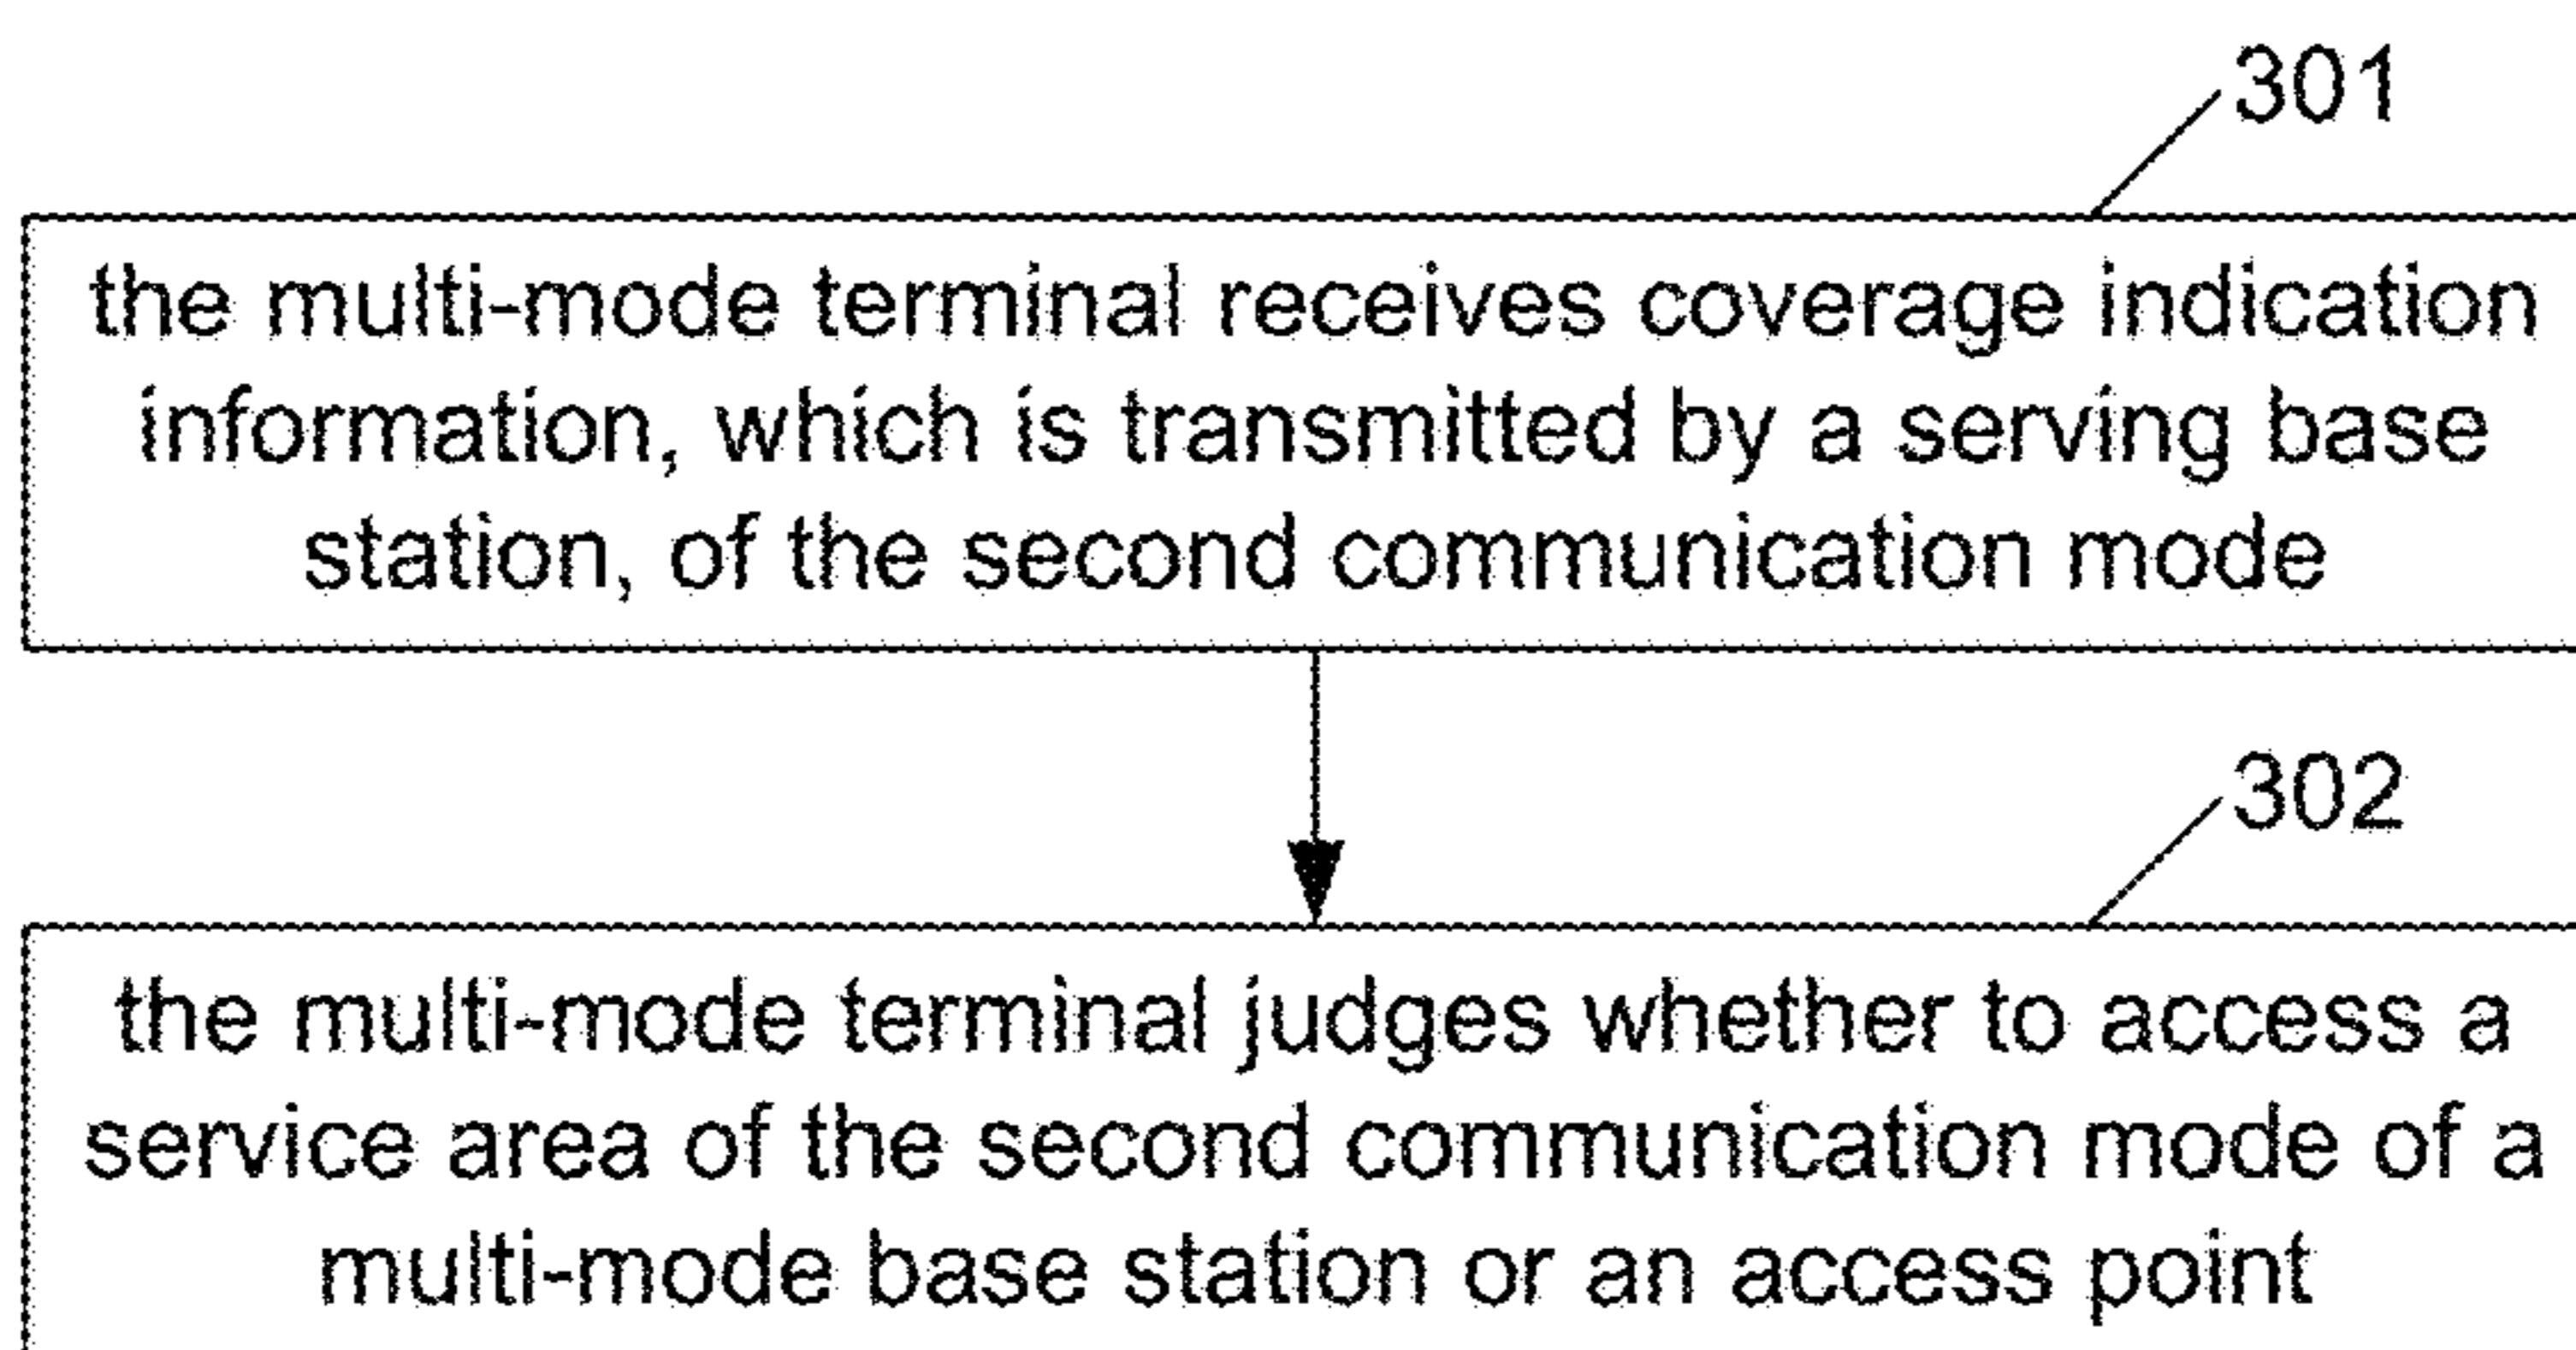 301
the multi-mode terminal receives coverage indication
information, which is transmitted by a serving base
station, of the second communication mode
302
the multi-mode terminal judges whether to access a
service area of the second communication mode of a
multi-mode base station or an access point